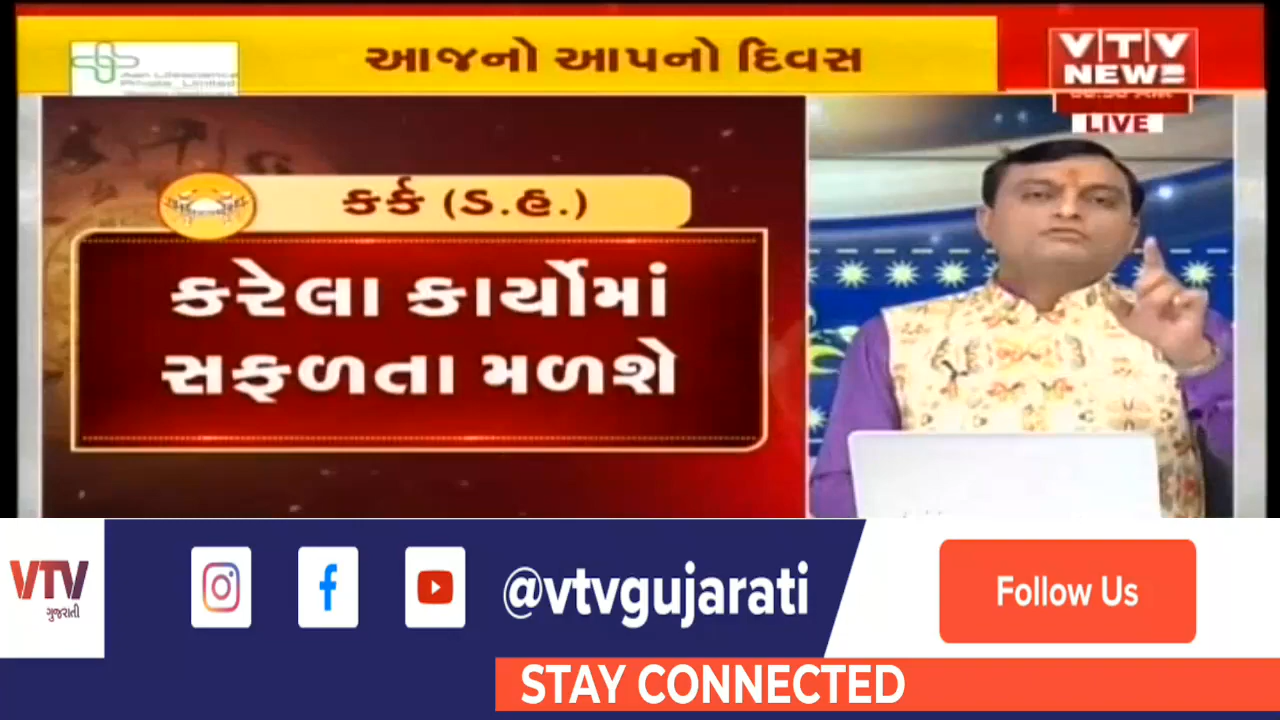 આજનો આપનો દિવસ
VTV
NEWS
LIVE
કર્ક (ડ.હ.)
કરેલા કાર્યોમાં
સફળતા મળશે
VTV
ગુજરાતી
@vtvgujarati
Follow Us
STAY CONNECTED